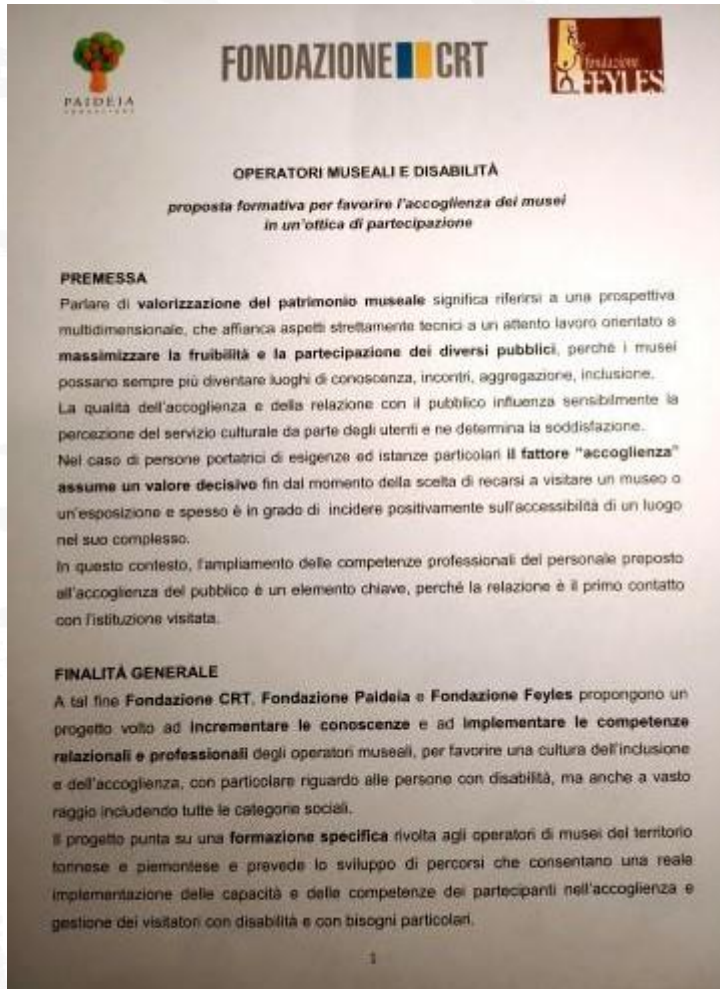 PAIDEIA
FONDAZIONE CRT
fondazione
FEYLES
OPERATORI MUSEALI E DISABILITÀ
proposta formativa per favorire l'accoglienza dei musei
in un'ottica di partecipazione
PREMESSA
Parlare di valorizzazione del patrimonio museale significa riferirsi a una prospettiva
multidimensionale, che affianca aspetti strettamente tecnici a un attento lavoro orientato a
massimizzare la fruibilità e la partecipazione dei diversi pubblici, perché i musei
possano sempre più diventare luoghi di conoscenza, incontri, aggregazione, inclusione.
La qualità dell'accoglienza e della relazione con il pubblico influenza sensibilmente la
percezione del servizio culturale da parte degli utenti e ne determina la soddisfazione.
Nel caso di persone portatrici di esigenze ed istanze particolari il fattore "accoglienza"
assume un valore decisivo fin dal momento della scelta di recarsi a visitare un museo o
un'esposizione e spesso è in grado di incidere positivamente sull'accessibilità di un luogo
nel suo complesso.
In questo contesto, l'ampliamento delle competenze professionali del personale preposto
all'accoglienza del pubblico è un elemento chiave, perché la relazione è il primo contatto
con l'istituzione visitata.
FINALITÀ GENERALE
A tal fine Fondazione CRT, Fondazione Paideia e Fondazione Feyles propongono un
progetto volto ad incrementare le conoscenze e ad implementare le competenze
relazionali e professionali degli operatori museali, per favorire una cultura dell'inclusione
e dell'accoglienza, con particolare riguardo alle persone con disabilità, ma anche a vasto
raggio includendo tutte le categorie sociali.
Il progetto punta su una formazione specifica rivolta agli operatori di musei del territorio
torinese e piemontese e prevede lo sviluppo di percorsi che consentano una reale
implementazione delle capacità e delle competenze dei partecipanti nell'accoglienza e
gestione dei visitatori con disabilità e con bisogni particolari.
1